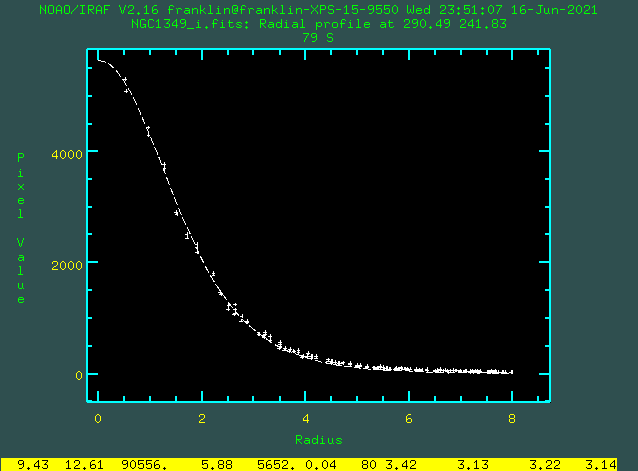 NOAO/IRAF V2.16 franklin@franklin-XPS-15-9550 Wed 23:51:07 16-Jun-2021
NGC1349_i.fits: Radial profile at 290.49 241.83
79 S
Pixel Value
4000
2000
0
0 2 4 6 8
Radius
9.43 12.61 90556. 5.88 5652. 0.04 80 3.42 3.13 3.22 3.14